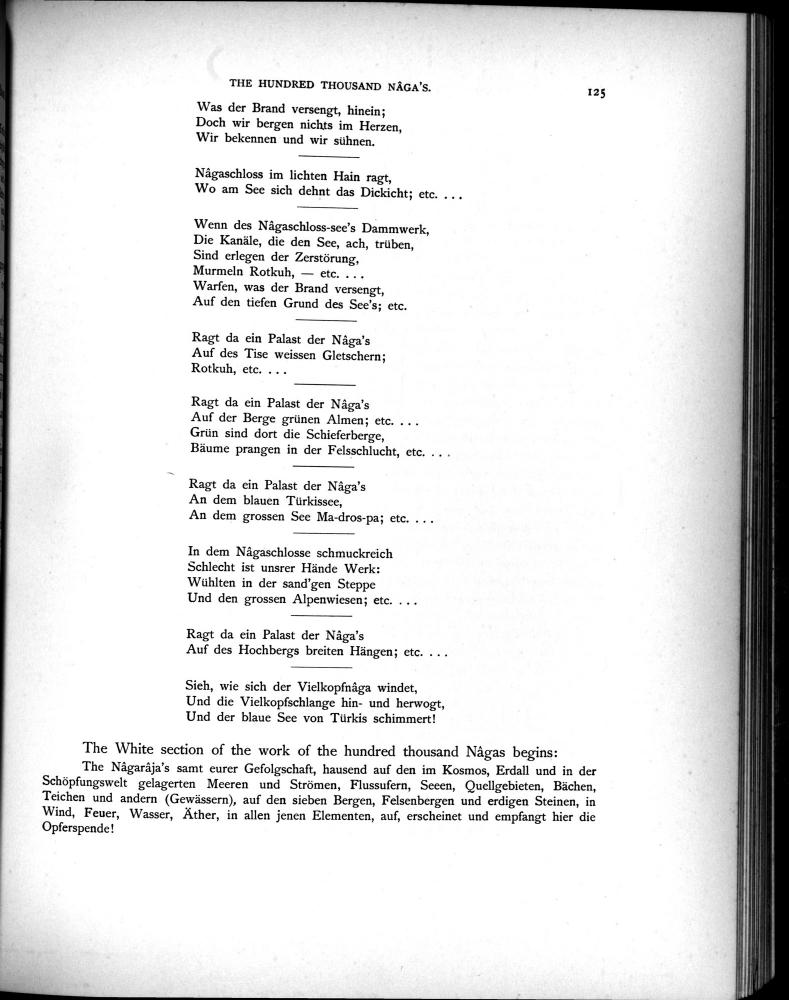 THE HUNDRED THOUSAND NÂGA'S.
125
Was der Brand versengt, hinein;
Doch wir bergen nichts im Herzen,
Wir bekennen und wir sühnen.
Nâgaschloss im lichten Hain ragt,
Wo am See sich dehnt das Dickicht; etc. . . .
Wenn des Nâgaschloss-see's Dammwerk,
Die Kanäle, die den See, ach, trüben,
Sind erlegen der Zerstörung,
Murmeln Rotkuh, — etc. . . .
Warfen, was der Brand versengt,
Auf den tiefen Grund des See's; etc.
Ragt da ein Palast der Nâga's
Auf des Tise weissen Gletschern;
Rotkuh, etc. . . .
Ragt da ein Palast der Nâga's
Auf der Berge grünen Almen; etc. . . .
Grün sind dort die Schieferberge,
Bäume prangen in der Felsschlucht, etc. . . .
Ragt da ein Palast der Nâga's
An dem blauen Türkissee,
An dem grossen See Ma-dros-pa; etc. . . .
In dem Nâgaschlosse schmuckreich
Schlecht ist unsrer Hände Werk:
Wühlten in der sand'gen Steppe
Und den grossen Alpenwiesen; etc. . . .
Ragt da ein Palast der Nâga's
Auf des Hochbergs breiten Hängen; etc. . . .
Sieh, wie sich der Vielkopfnâga windet,
Und die Vielkopfschlange hin- und herwogt,
Und der blaue See von Türkis schimmert!
The White section of the work of the hundred thousand Nâgas begins:
The Nâgarâja's samt eurer Gefolgschaft, hausend auf den im Kosmos, Erdall und in der
Schöpfungswelt gelagerten Meeren und Strömen, Flussufern, Seeen, Quellgebieten, Bächen,
Teichen und andern (Gewässern), auf den sieben Bergen, Felsenbergen und erdigen Steinen, in
Wind, Feuer, Wasser, Äther, in allen jenen Elementen, auf, erscheinet und empfangt hier die
Opferspende!